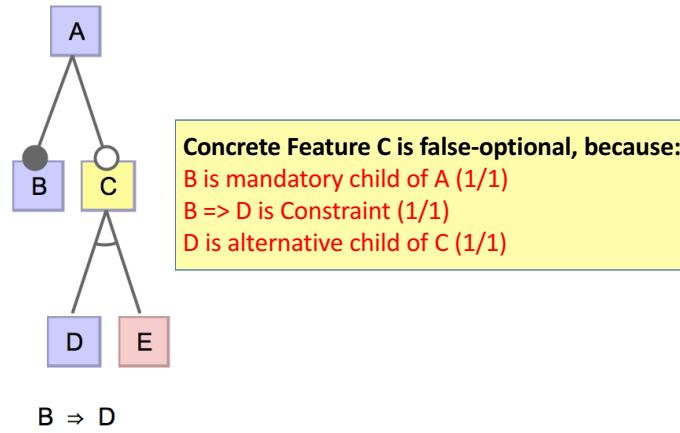 A
B
C
Concrete Feature C is false-optional, because:
B is mandatory child of A (1/1)
B => D is Constraint (1/1)
D is alternative child of C (1/1)
D
E
B ⇒ D